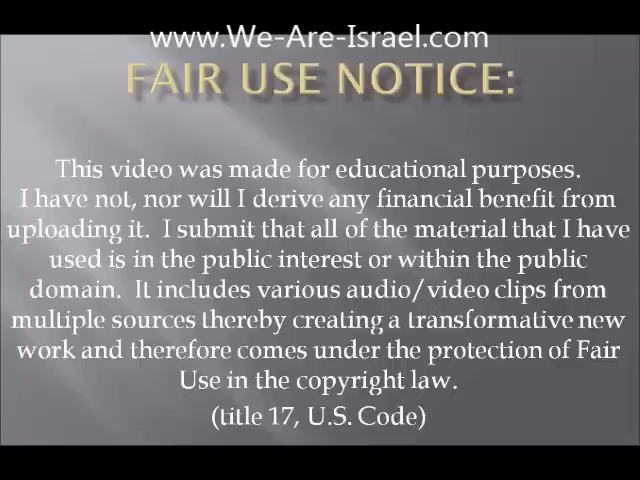 www.We-Are-Israel.com
FAIR USE NOTICE:
This video was made for educational purposes.
I have not, nor will I derive any financial benefit from
uploading it. I submit that all of the material that I have
used is in the public interest or within the public
domain. It includes various audio/video clips from
multiple sources thereby creating a transformative new
work and therefore comes under the protection of Fair
Use in the copyright law.
(title 17, U.S. Code)